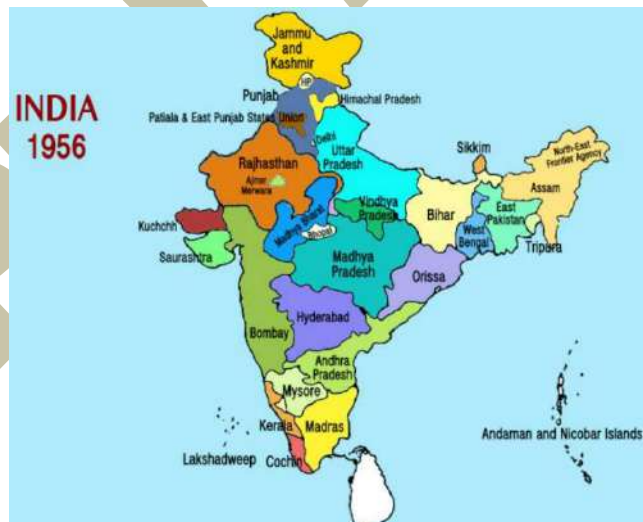 Jammu
and
Kashmir
HP
Punjab
Himachal Pradesh
INDIA
1956
Patiala & East Punjab States Union
Delhi
Uttar
Pradesh
Sikkim
North-East
Frontier Agency
Rajhasthan
Ajmer
Merwara
Assam
Kuchchh
Madhya Bharat
Vindhya
Pradesh
Bihar
East
Pakistan
Bhopal
West
Bengal
Tripura
Saurashtra
Madhya
Pradesh
Orissa
Bombay
Hyderabad
Andhra
Pradesh
Mysore
Kerala
Madras
Andaman and Nicobar Islands
Lakshadweep
Cochin